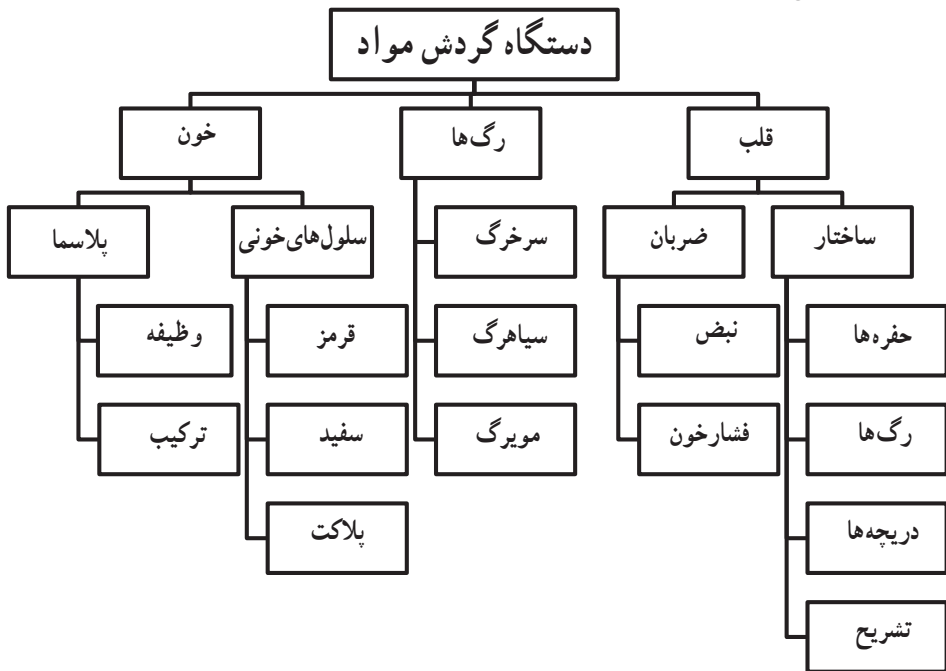 دستگاه گردش مواد
قلب
رگ‌ها
خون
ساختار
ضربان
سلول‌های‌خونی
پلاسما
سرخرگ
حفره‌ها
نبض
سیاهرگ
قرمز
وظیفه
رگ‌ها
فشارخون
مویرگ
سفید
ترکیب
دریچه‌ها
پلاکت
تشریح